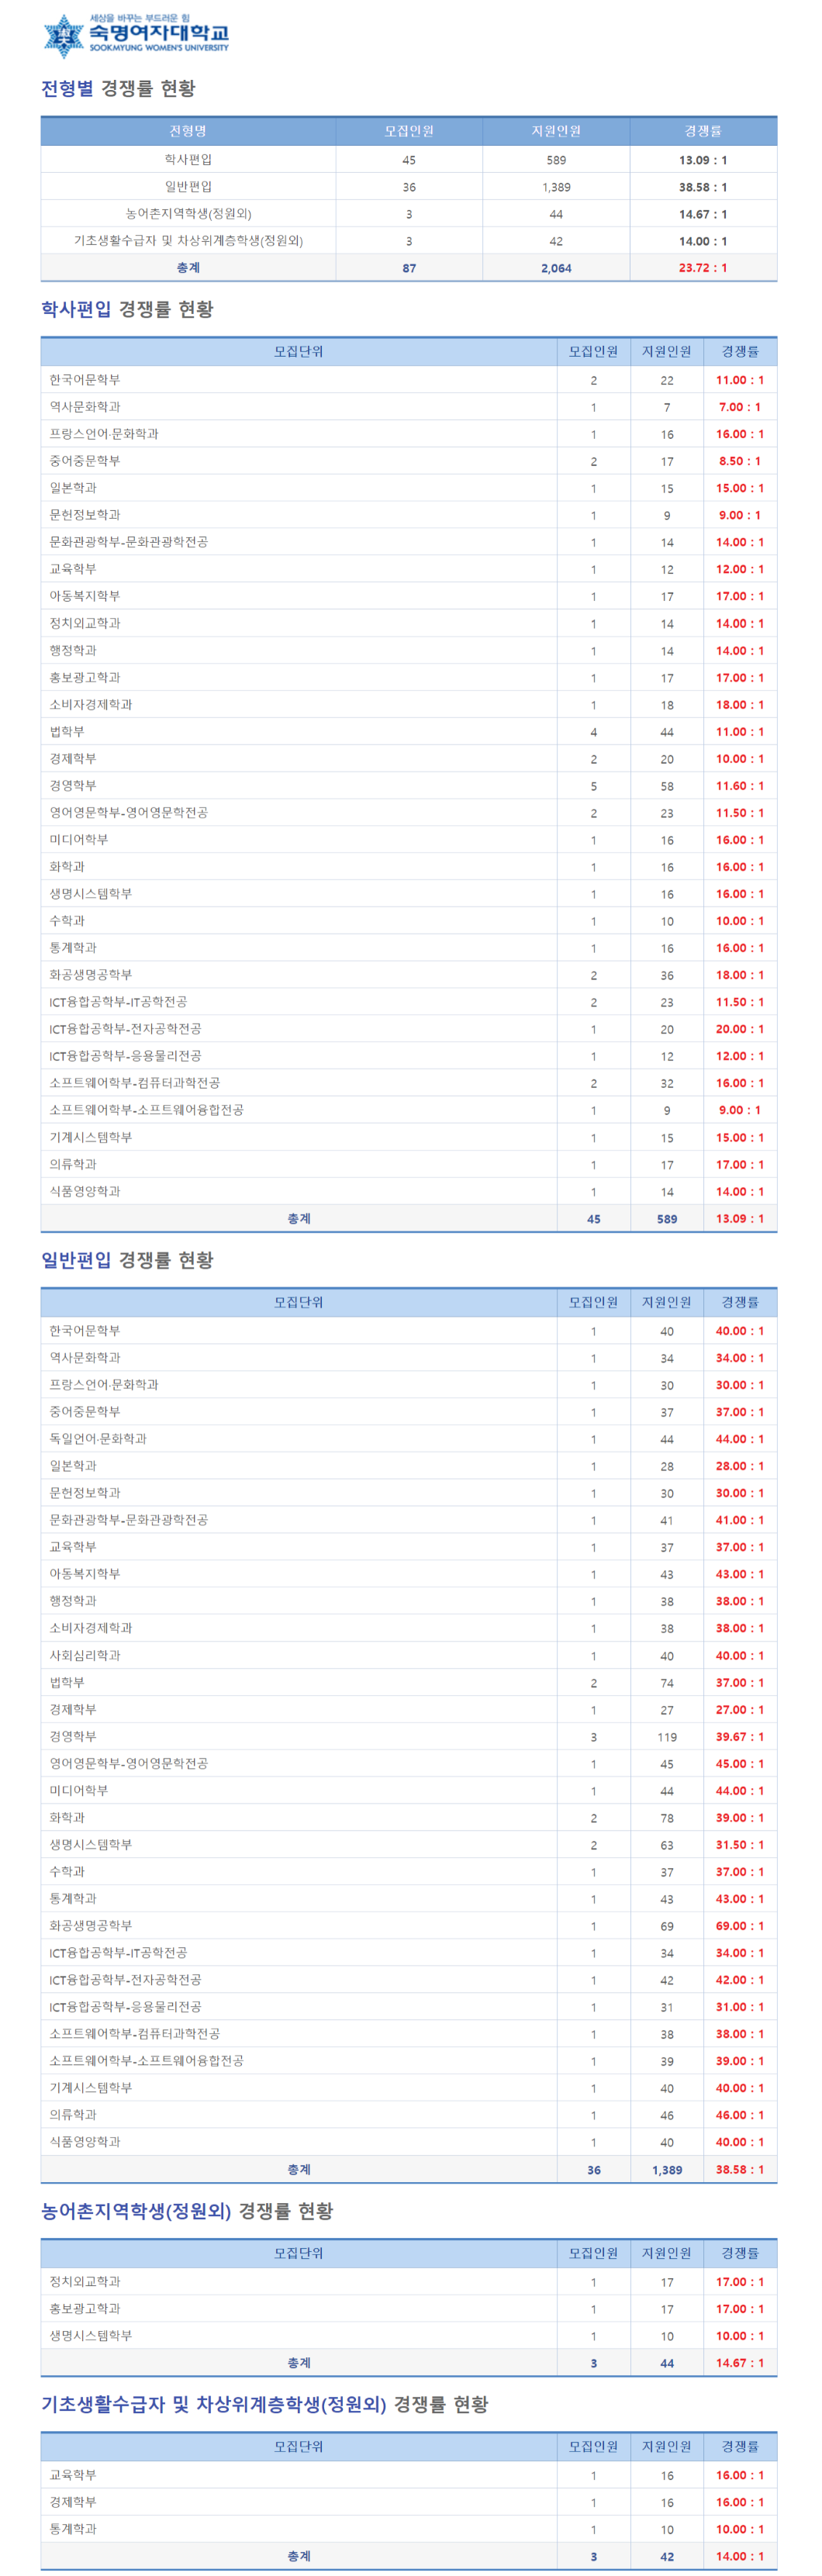 세상을 바꾸는 부드러운 힘
숙명여자대학교
SOOKMYUNG WOMEN'S UNIVERSITY
전형별 경쟁률 현황
전형명 모집인원 지원인원 경쟁률
학사편입 45 589 13.09 : 1
일반편입 36 1,389 38.58 : 1
농어촌지역학생(정원외) 3 44 14.67 : 1
기초생활수급자 및 차상위계층학생(정원외) 3 42 14.00 : 1
총계 87 2,064 23.72 : 1
학사편입 경쟁률 현황
모집단위 모집인원 지원인원 경쟁률
한국어문학부 2 22 11.00 : 1
역사문화학과 1 7 7.00 : 1
프랑스언어·문화학과 1 16 16.00 : 1
중어중문학부 2 17 8.50 : 1
일본학과 1 15 15.00 : 1
문헌정보학과 1 9 9.00 : 1
문화관광학부-문화관광학전공 1 14 14.00 : 1
교육학부 1 12 12.00 : 1
아동복지학부 1 17 17.00 : 1
정치외교학과 1 14 14.00 : 1
행정학과 1 14 14.00 : 1
홍보광고학과 1 17 17.00 : 1
소비자경제학과 1 18 18.00 : 1
법학부 4 44 11.00 : 1
경제학부 2 20 10.00 : 1
경영학부 5 58 11.60 : 1
영어영문학부-영어영문학전공 2 23 11.50 : 1
미디어학부 1 16 16.00 : 1
화학과 1 16 16.00 : 1
생명시스템학부 1 16 16.00 : 1
수학과 1 10 10.00 : 1
통계학과 1 16 16.00 : 1
화공생명공학부 2 36 18.00 : 1
ICT융합공학부-IT공학전공 2 23 11.50 : 1
ICT융합공학부-전자공학전공 1 20 20.00 : 1
ICT융합공학부-응용물리전공 1 12 12.00 : 1
소프트웨어학부-컴퓨터과학전공 2 32 16.00 : 1
소프트웨어학부-소프트웨어융합전공 1 9 9.00 : 1
기계시스템학부 1 15 15.00 : 1
의류학과 1 17 17.00 : 1
식품영양학과 1 14 14.00 : 1
총계 45 589 13.09 : 1
일반편입 경쟁률 현황
모집단위 모집인원 지원인원 경쟁률
한국어문학부 1 40 40.00 : 1
역사문화학과 1 34 34.00 : 1
프랑스언어·문화학과 1 30 30.00 : 1
중어중문학부 1 37 37.00 : 1
독일언어·문화학과 1 44 44.00 : 1
일본학과 1 28 28.00 : 1
문헌정보학과 1 30 30.00 : 1
문화관광학부-문화관광학전공 1 41 41.00 : 1
교육학부 1 37 37.00 : 1
아동복지학부 1 43 43.00 : 1
행정학과 1 38 38.00 : 1
소비자경제학과 1 38 38.00 : 1
사회심리학과 1 40 40.00 : 1
법학부 2 74 37.00 : 1
경제학부 1 27 27.00 : 1
경영학부 3 119 39.67 : 1
영어영문학부-영어영문학전공 1 45 45.00 : 1
미디어학부 1 44 44.00 : 1
화학과 2 78 39.00 : 1
생명시스템학부 2 63 31.50 : 1
수학과 1 37 37.00 : 1
통계학과 1 43 43.00 : 1
화공생명공학부 1 69 69.00 : 1
ICT융합공학부-IT공학전공 1 34 34.00 : 1
ICT융합공학부-전자공학전공 1 42 42.00 : 1
ICT융합공학부-응용물리전공 1 31 31.00 : 1
소프트웨어학부-컴퓨터과학전공 1 38 38.00 : 1
소프트웨어학부-소프트웨어융합전공 1 39 39.00 : 1
기계시스템학부 1 40 40.00 : 1
의류학과 1 46 46.00 : 1
식품영양학과 1 40 40.00 : 1
총계 36 1,389 38.58 : 1
농어촌지역학생(정원외) 경쟁률 현황
모집단위 모집인원 지원인원 경쟁률
정치외교학과 1 17 17.00 : 1
홍보광고학과 1 17 17.00 : 1
생명시스템학부 1 10 10.00 : 1
총계 3 44 14.67 : 1
기초생활수급자 및 차상위계층학생(정원외) 경쟁률 현황
모집단위 모집인원 지원인원 경쟁률
교육학부 1 16 16.00 : 1
경제학부 1 16 16.00 : 1
통계학과 1 10 10.00 : 1
총계 3 42 14.00 : 1